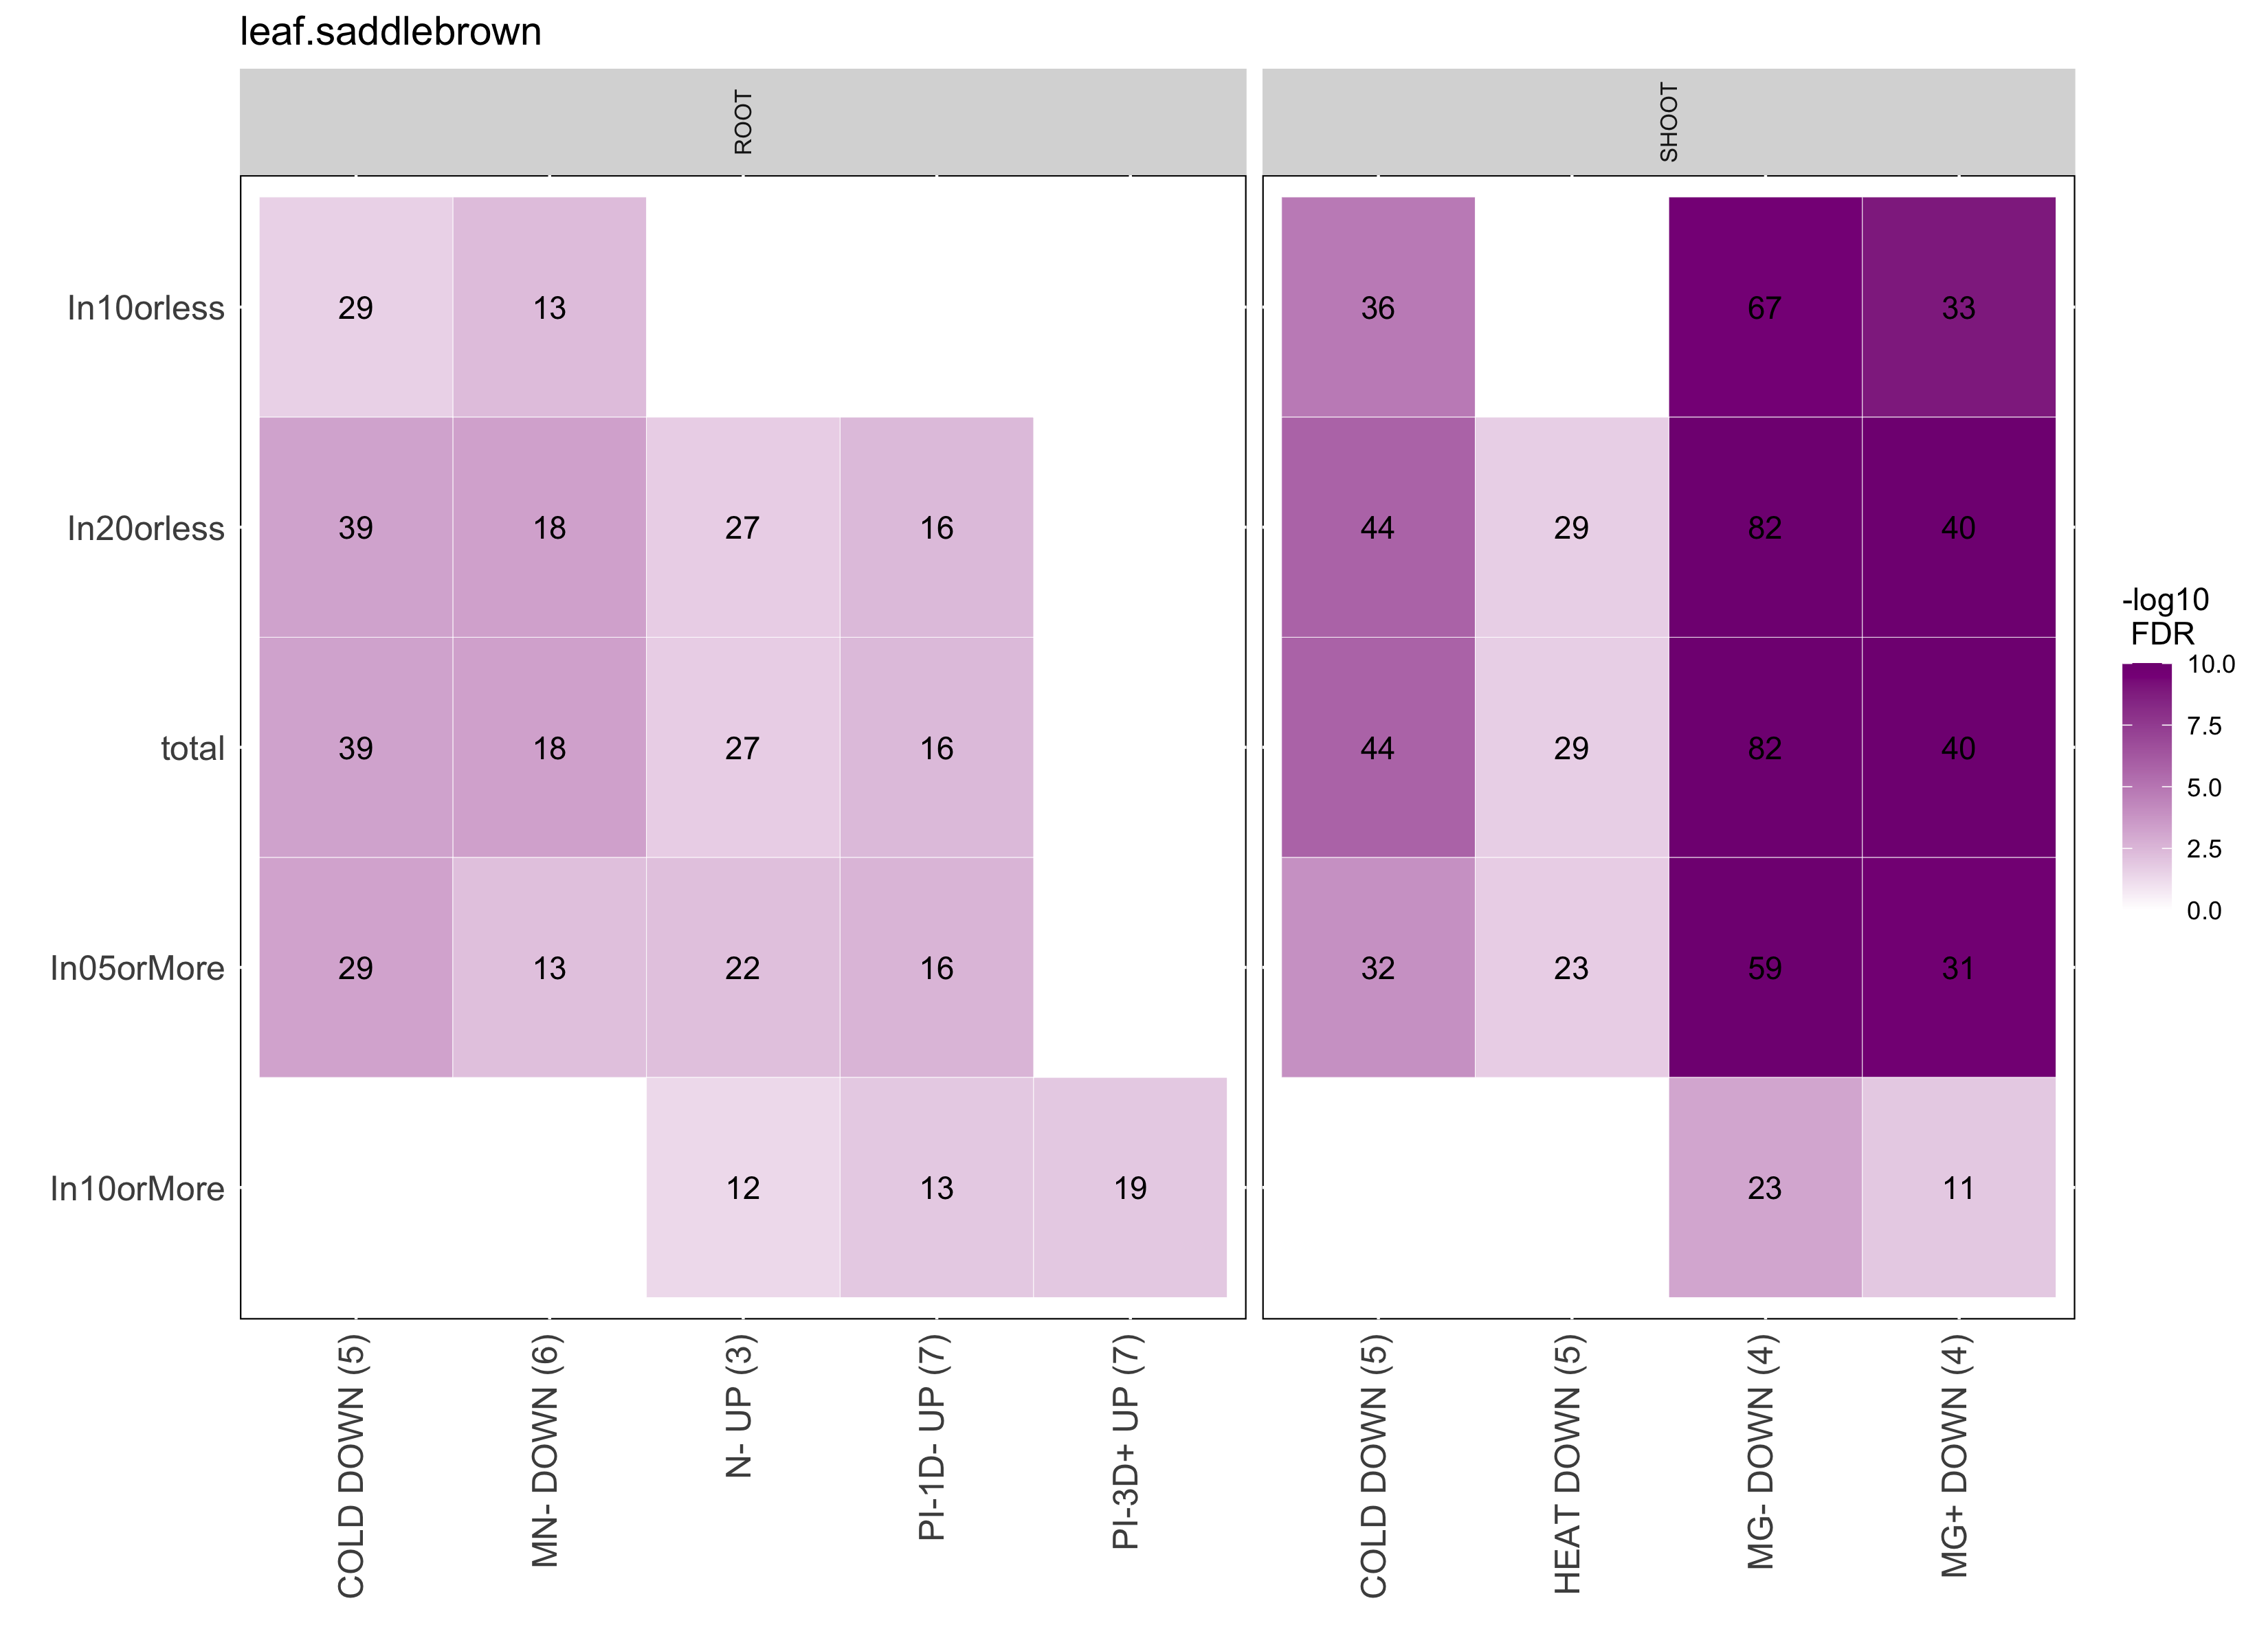 leaf.saddlebrown
ROOT
SHOOT
In10orless
29 13 36 67 33
In20orless
39 18 27 16 44 29 82 40
total
39 18 27 16 44 29 82 40
In05orMore
29 13 22 16 32 23 59 31
In10orMore
12 13 19 23 11
COLD DOWN (5)
MN- DOWN (6)
N- UP (3)
PI-1D- UP (7)
PI-3D+ UP (7)
COLD DOWN (5)
HEAT DOWN (5)
MG- DOWN (4)
MG+ DOWN (4)
-log10
FDR
10.0
7.5
5.0
2.5
0.0